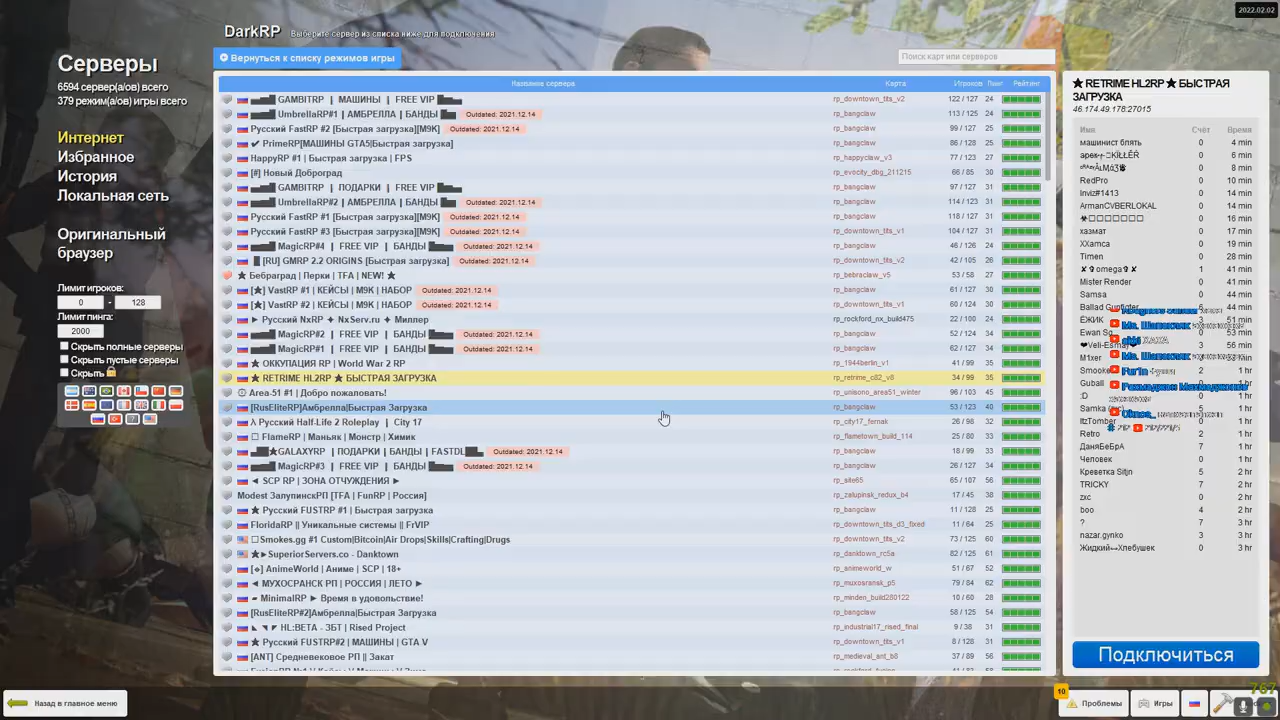 2022.02.02
DarkRP Выберите сервер из списка ниже для подключения
Вернуться к списку режимов игры
Поиск карт или серверов
Серверы
6594 сервер(а/ов) всего
379 режим(а/ов) игры всего
Интернет
Избранное
История
Локальная сеть
Оригинальный
браузер
Лимит игроков:
0 - 128
Лимит пинга:
2000
Скрыть полные серверы
Скрыть пустые серверы
Скрыть
Название сервера Карта Игроков Пинг Рейтинг
GAMBITRP | МАШИНЫ | FREE VIP rp_downtown_tits_v2 122 / 127 24
UmbrellaRP#1 | АМБРЕЛЛА | БАНДЫ Outdated: 2021.12.14 rp_bangclaw 113 / 125 24
Русский FastRP #2 [Быстрая загрузка][M9K] Outdated: 2021.12.14 rp_bangclaw 99 / 127 25
✔ PrimeRP[МАШИНЫ GTA5|Быстрая загрузка] rp_bangclaw 86 / 128 25
HappyRP #1 | Быстрая загрузка | FPS rp_happyclaw_v3 77 / 123 27
[#] Новый Доброград rp_evocity_dbg_211215 66 / 85 30
GAMBITRP | ПОДАРКИ | FREE VIP rp_bangclaw 97 / 127 31
UmbrellaRP#2 | АМБРЕЛЛА | БАНДЫ Outdated: 2021.12.14 rp_bangclaw 114 / 123 31
Русский FastRP #1 [Быстрая загрузка][M9K] Outdated: 2021.12.14 rp_bangclaw 118 / 127 31
Русский FastRP #3 [Быстрая загрузка][M9K] Outdated: 2021.12.14 rp_downtown_tits_v1 104 / 127 31
MagicRP#4 | FREE VIP | БАНДЫ Outdated: 2021.12.14 rp_bangclaw 46 / 126 24
[RU] GMRP 2.2 ORIGINS [Быстрая загрузка] Outdated: 2021.12.14 rp_downtown_tits_v2 42 / 105 26
★ Бебраград | Перки | TFA | NEW! ★ rp_bebraclaw_v5 53 / 58 27
[★] VastRP #1 | КЕЙСЫ | M9K | НАБОР Outdated: 2021.12.14 rp_bangclaw 61 / 127 30
[★] VastRP #2 | КЕЙСЫ | M9K | НАБОР Outdated: 2021.12.14 rp_downtown_tits_v1 60 / 124 30
► Русский NxRP ✦ NxServ.ru ✦ Миллер rp_rockford_nx_build475 22 / 100 24
MagicRP#2 | FREE VIP | БАНДЫ Outdated: 2021.12.14 rp_bangclaw 52 / 124 34
MagicRP#1 | FREE VIP | БАНДЫ Outdated: 2021.12.14 rp_bangclaw 62 / 127 34
★ ОККУПАЦИЯ RP | World War 2 RP rp_1944berlin_v1 41 / 99 35
★ RETRIME HL2RP ★ БЫСТРАЯ ЗАГРУЗКА rp_retrime_c82_v8 34 / 99 35
Area-51 #1 | Добро пожаловать! rp_unisono_area51_winter 96 / 103 45
[RusEliteRP]Амбрелла|Быстрая Загрузка rp_bangclaw 53 / 123 40
λ Русский Half-Life 2 Roleplay | City 17 rp_city17_fernak 26 / 98 32
☐ FlameRP | Маньяк | Монстр | Химик rp_flametown_build_114 25 / 80 33
GALAXYRP | ПОДАРКИ | БАНДЫ | FASTDL Outdated: 2021.12.14 rp_bangclaw 18 / 99 33
MagicRP#3 | FREE VIP | БАНДЫ Outdated: 2021.12.14 rp_bangclaw 26 / 127 34
◄ SCP RP | ЗОНА ОТЧУЖДЕНИЯ ► rp_site65 65 / 107 56
Modest ЗалупинскРП [TFA | FunRP | Россия] rp_zalupinsk_redux_b4 17 / 45 38
★ Русский FUSTRP #1 | Быстрая загрузка rp_bangclaw 11 / 128 25
FloridaRP || Уникальные системы || FrVIP rp_downtown_tits_d3_fixed 11 / 64 25
☐Smokes.gg #1 Custom|Bitcoin|Air Drops|Skills|Crafting|Drugs rp_downtown_tits_v2 73 / 125 60
★►SuperiorServers.co - Danktown rp_danktown_rc5a 82 / 125 61
AnimeWorld | Аниме | SCP | 18+ rp_animeworld_w 51 / 67 52
◄ МУХОСРАНСК РП | РОССИЯ | ЛЕТО ► rp_muxosransk_p5 79 / 84 62
MinimalRP ► Время в удовольствие! rp_minden_build280122 10 / 60 28
[RusEliteRP#2]Амбрелла|Быстрая Загрузка rp_bangclaw 58 / 125 54
HL:BETA - ЗБТ | Rised Project rp_industrial17_rised_final 9 / 38 31
★ Русский FUSTRP#2 | МАШИНЫ | GTA V rp_downtown_tits_v1 8 / 128 31
[ANT] Средневековое РП || Закат rp_medieval_ant_b8 37 / 89 56
★ RETRIME HL2RP ★ БЫСТРАЯ
ЗАГРУЗКА
46.174.49.178:27015
Имя Счёт Время
машинист блять 0 4 min
0 6 min
0 8 min
RedPro 0 10 min
Inviz#1413 0 14 min
ArmanCVBERLOKAL 0 14 min
0 16 min
хазмат 0 17 min
XXamca 0 19 min
Timen 0 28 min
✘✞omega✞✘ 1 41 min
Mister Render 0 41 min
Samsa 0 44 min
Ballad Gunfigter 44 min
ЁЖИК
Ewan
❤Veli-Esma) 3 56 min
M1xer
Smooke
Guball
:D
Samka
ItzTomber
Retro 2
ДаняБеБрА 7 2 hr
Человек 0 2 hr
Креветка Sifjn 5 2 hr
TRICKY 7 2 hr
zxc 0 2 hr
boo 4 2 hr
? 7 3 hr
nazar.gynko 3 3 hr
Жидкий↔Хлебушек 0 3 hr
Подключиться
Назад в главное меню
10
Проблемы
Игры
767